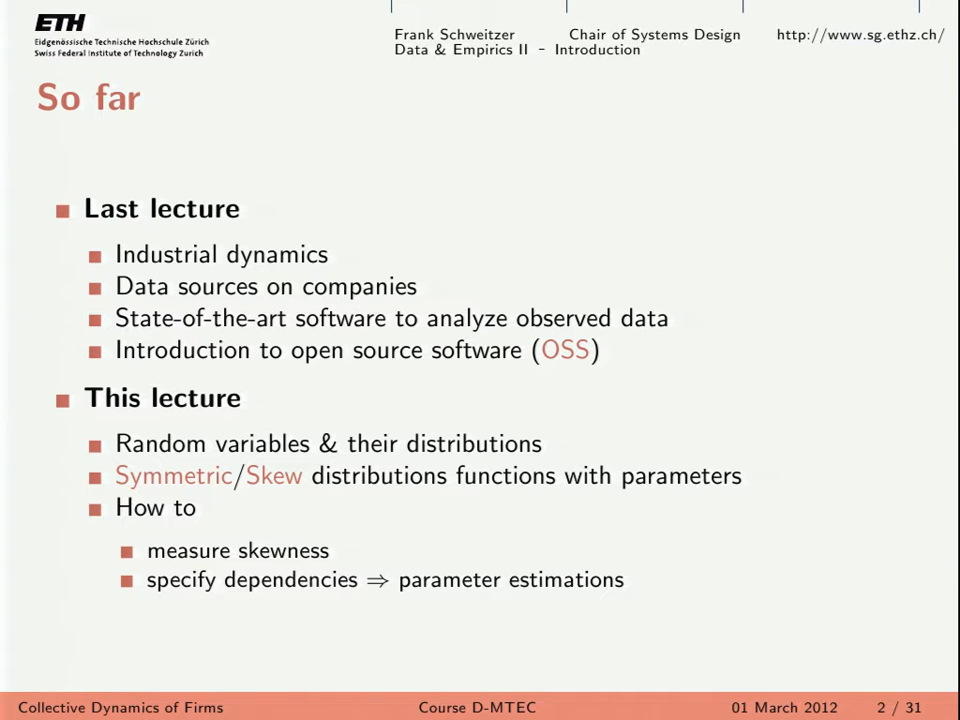 ETH
Eidgenössische Technische Hochschule Zürich
Swiss Federal Institute of Technology Zurich
Frank Schweitzer Chair of Systems Design http://www.sg.ethz.ch/
Data & Empirics II - Introduction
So far
Last lecture
Industrial dynamics
Data sources on companies
State-of-the-art software to analyze observed data
Introduction to open source software (OSS)
This lecture
Random variables & their distributions
Symmetric/Skew distributions functions with parameters
How to
measure skewness
specify dependencies ⇒ parameter estimations
Collective Dynamics of Firms Course D-MTEC 01 March 2012 2 / 31